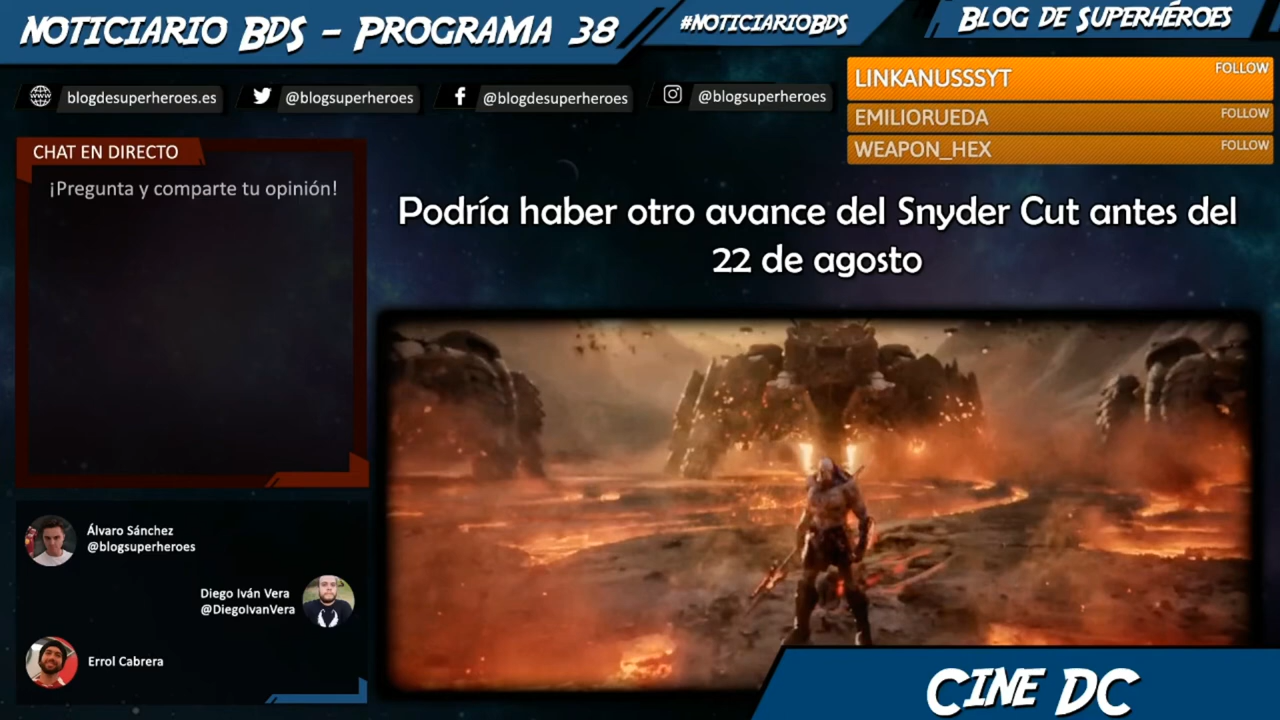 NOTICIARIO BDS - PROGRAMA 38
#NOTICIARIOBDS
BLOG DE SUPERHÉROES
WWW
blogdesuperheroes.es
@blogsuperheroes
@blogdesuperheroes
@blogsuperheroes
LINKANUSSSYT
FOLLOW
EMILIORUEDA
FOLLOW
WEAPON_HEX
FOLLOW
CHAT EN DIRECTO
¡Pregunta y comparte tu opinión!
Podría haber otro avance del Snyder Cut antes del
22 de agosto
Álvaro Sánchez
@blogsuperheroes
Diego Iván Vera
@DiegoIvanVera
Errol Cabrera
CINE DC